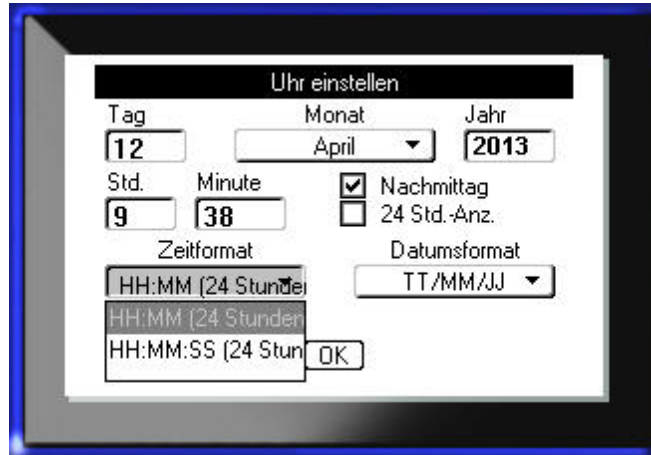 Uhr einstellen
Tag Monat Jahr
12 April 2013
Std. Minute Nachmittag
9 38 24 Std.-Anz.
Zeitformat Datumsformat
HH:MM (24 Stunden TT/MM/JJ
HH:MM (24 Stunden
HH:MM:SS (24 Stun OK